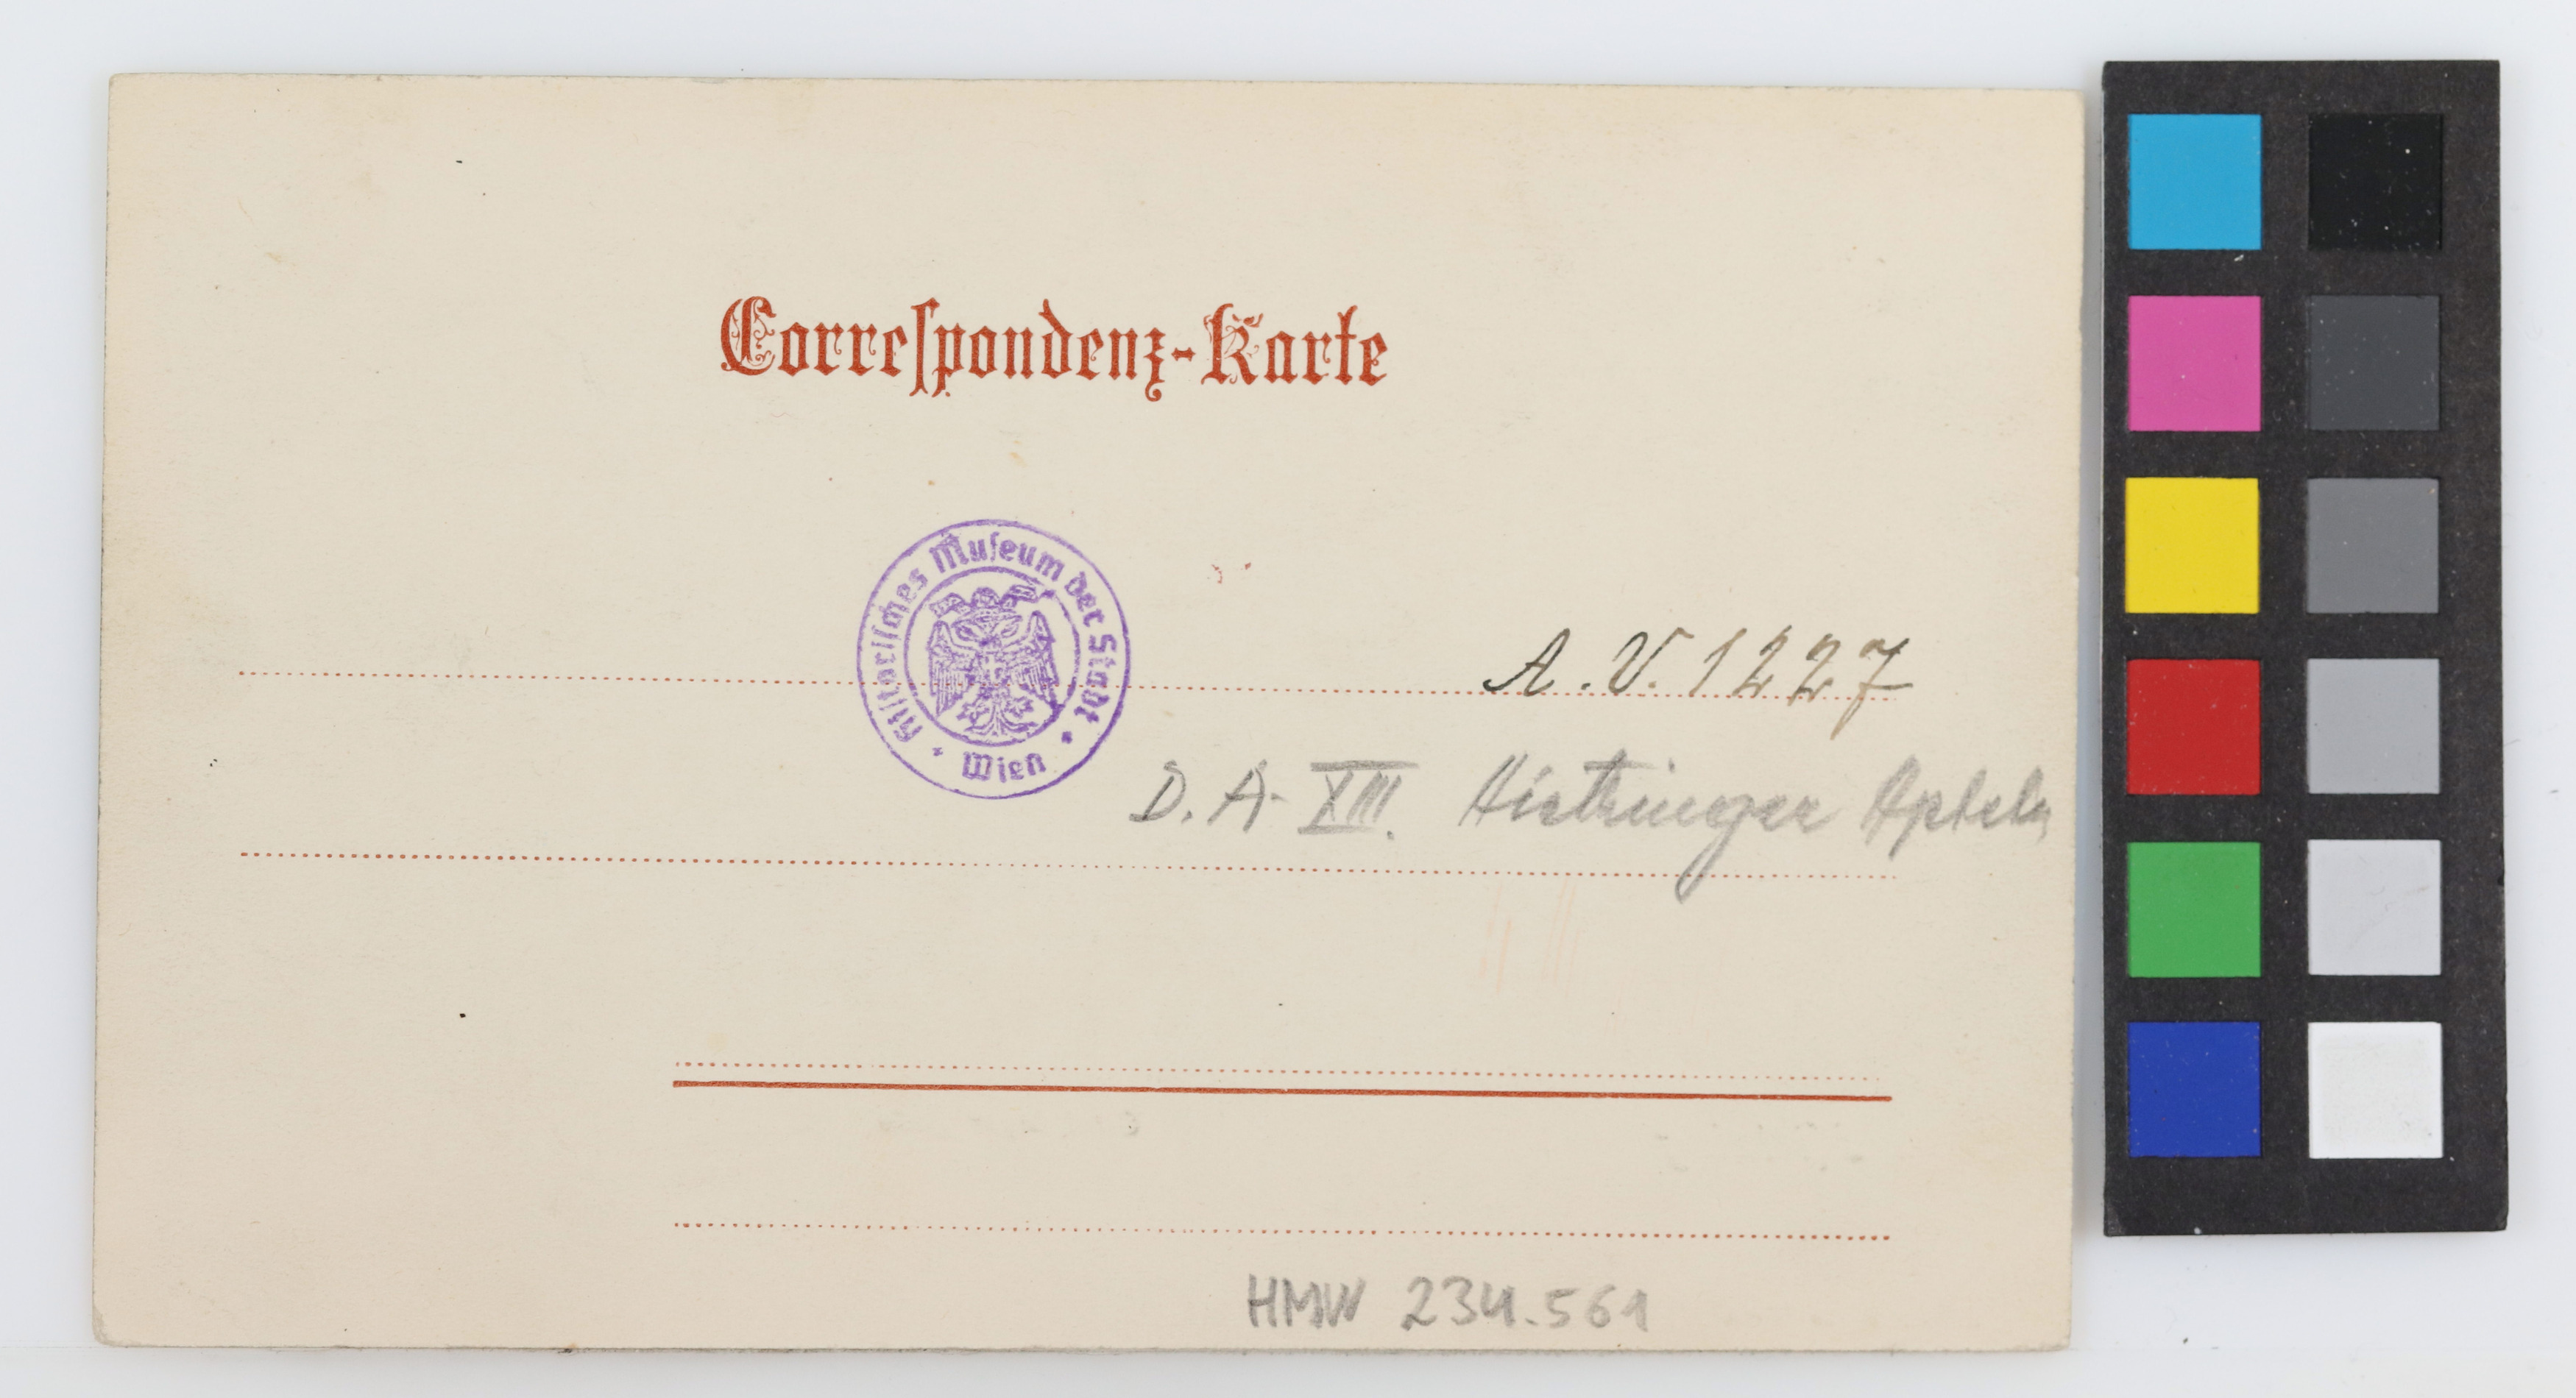 Correspondenz-Karte
Historisches Museum der Stadt
Wien
A.V. 1227
D. A. XIII. Hietzinger
HMW 234.561